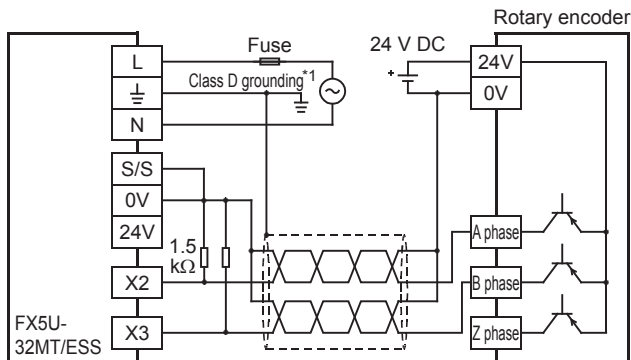 Rotary encoder
Fuse
24 V DC
L
Class D grounding*1
24V
+
0V
N
S/S
0V
24V
1.5
kΩ
A phase
X2
B phase
FX5U-
32MT/ESS
X3
Z phase